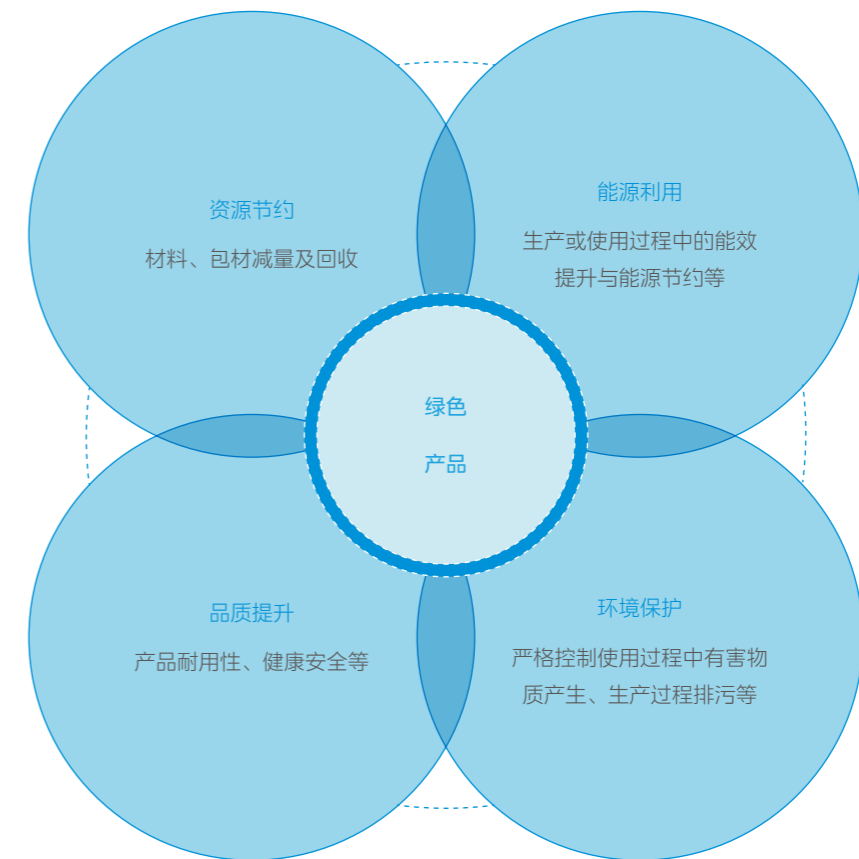 资源节约
材料、包材减量及回收
能源利用
生产或使用过程中的能效
提升与能源节约等
绿色
产品
品质提升
产品耐用性、健康安全等
环境保护
严格控制使用过程中有害物
质产生、生产过程排污等